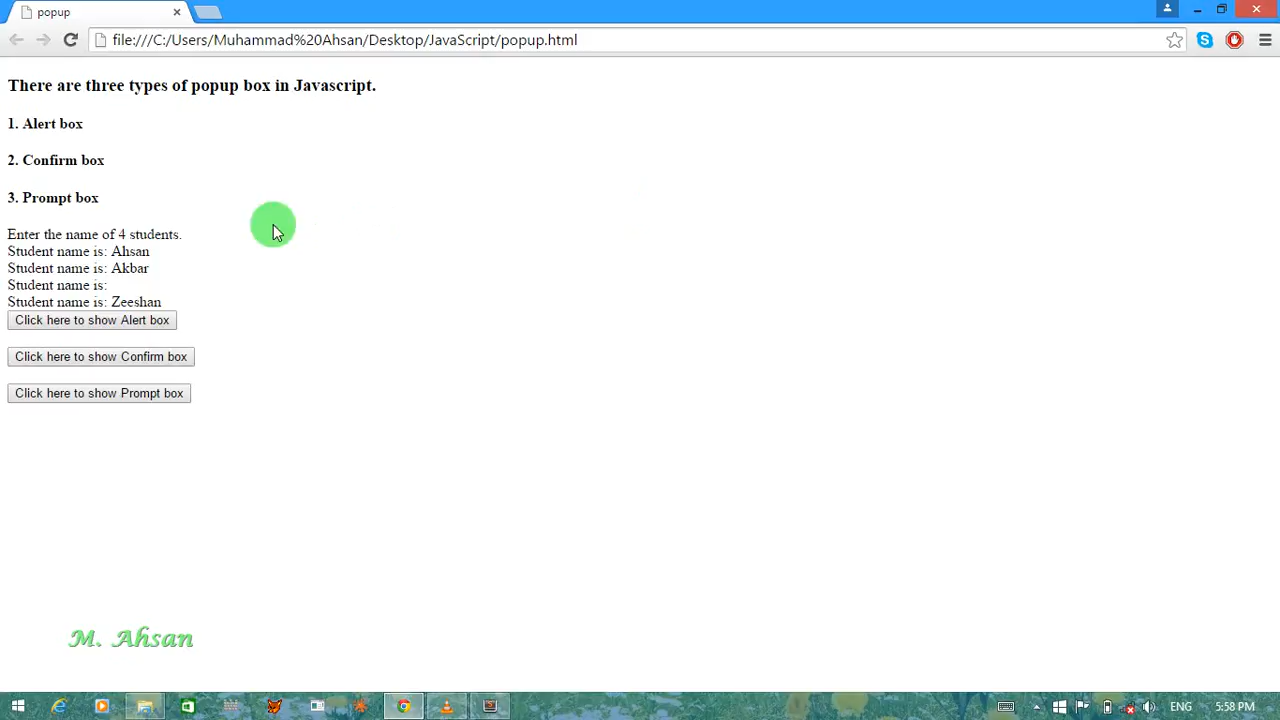 popup
file:///C:/Users/Muhammad%20Ahsan/Desktop/JavaScript/popup.html
There are three types of popup box in Javascript.
1. Alert box
2. Confirm box
3. Prompt box
Enter the name of 4 students.
Student name is: Ahsan
Student name is: Akbar
Student name is:
Student name is: Zeeshan
Click here to show Alert box
Click here to show Confirm box
Click here to show Prompt box
M. Ahsan
ENG 5:58 PM